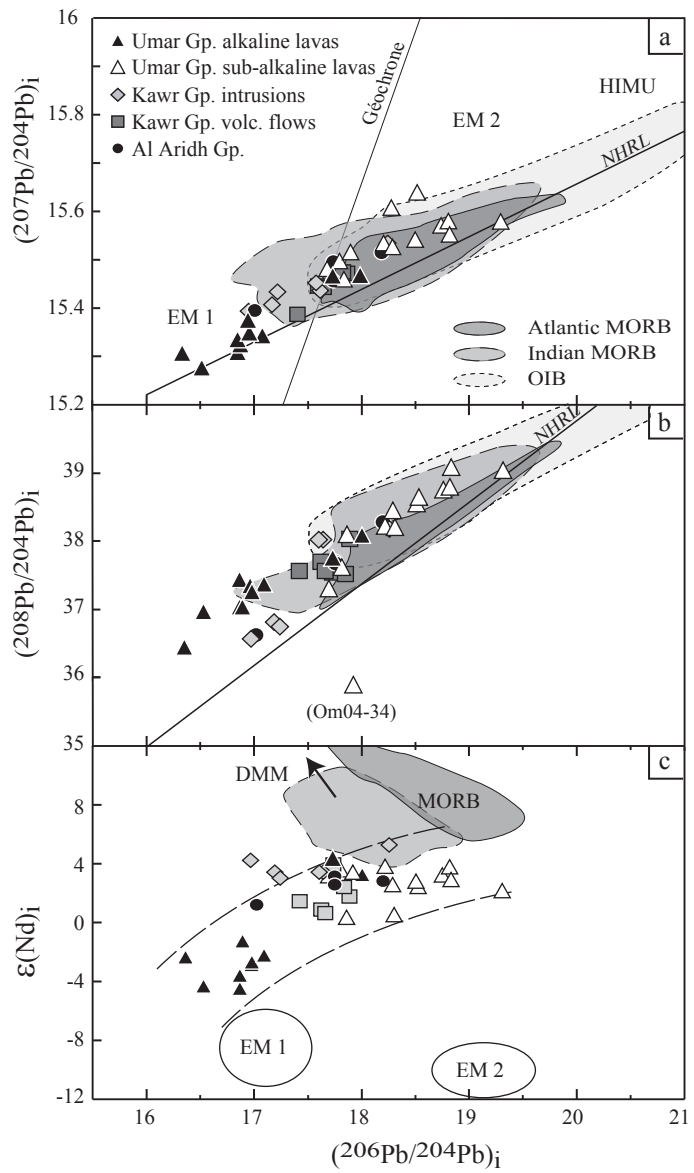 16
a
Umar Gp. alkaline lavas
Umar Gp. sub-alkaline lavas
Kawr Gp. intrusions
Kawr Gp. volc. flows
Al Aridh Gp.
Géochrone
HIMU
EM 2
NHRL
15.8
15.6
15.4
15.2
(207Pb/204Pb)i
EM 1
Atlantic MORB
Indian MORB
OIB
b
NHRL
39
38
37
36
35
(208Pb/204Pb)i
(Om04-34)
c
DMM
MORB
8
4
0
-4
-8
-12
ε(Nd)i
EM 1
EM 2
16 17 18 19 20 21
(206Pb/204Pb)i